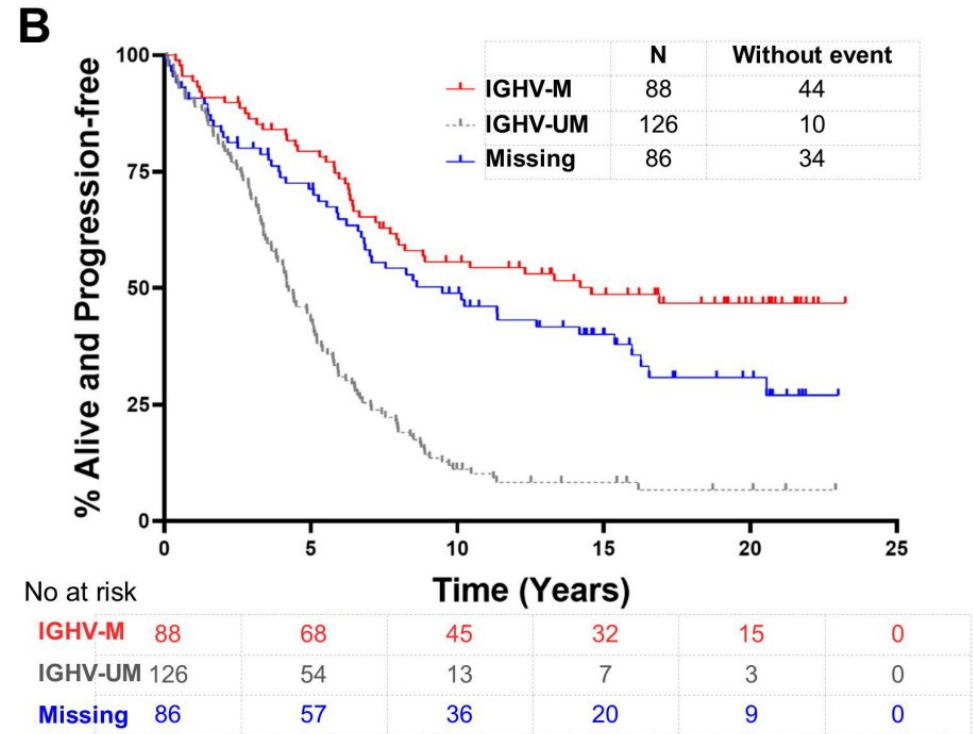 B
N Without event
IGHV-M 88 44
IGHV-UM 126 10
Missing 86 34
% Alive and Progression-free
100
75
50
25
0
0 5 10 15 20 25
Time (Years)
No at risk
IGHV-M 88 68 45 32 15 0
IGHV-UM 126 54 13 7 3 0
Missing 86 57 36 20 9 0